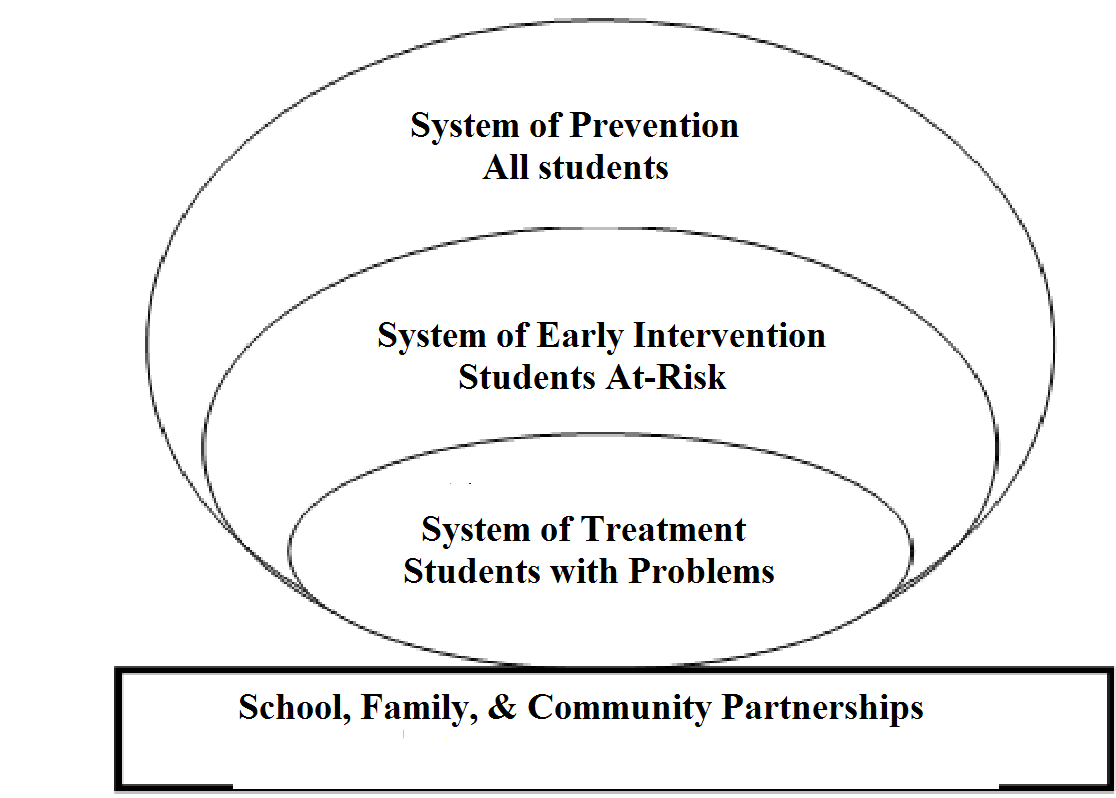 System of Prevention
All students
System of Early Intervention
Students At-Risk
System of Treatment
Students with Problems
School, Family, & Community Partnerships